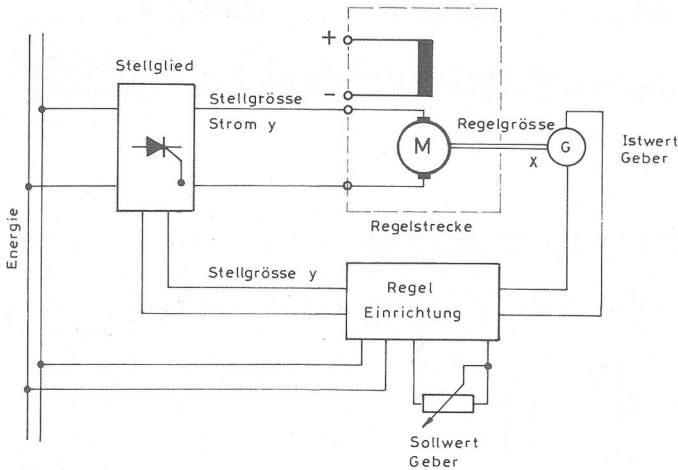 Stellglied
+
−
Stellgrösse
Strom y
M
Regelgrösse
X
G
Istwert
Geber
Regelstrecke
Energie
Stellgrösse y
Regel
Einrichtung
Sollwert
Geber